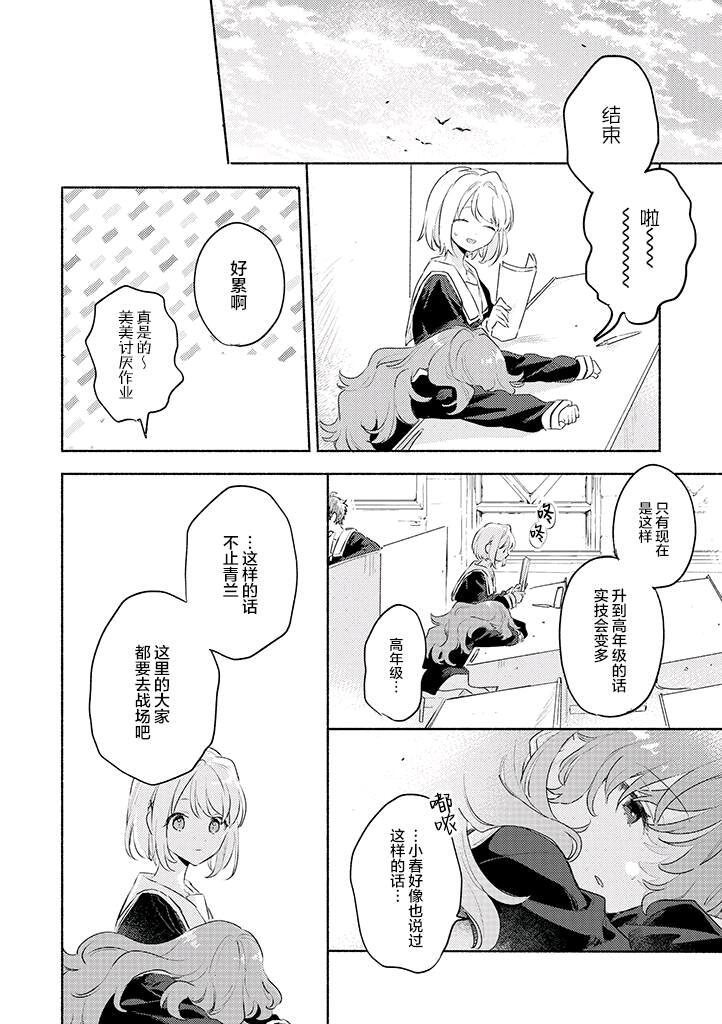 结束
啦
好累啊
真是的～
美美讨厌作业
只有现在
是这样
升到高年级的话
实技会变多
咚
咚
高年级…
…这样的话
不止青兰
这里的大家
都要去战场吧
嘟
哝
…小春好像也说过
这样的话…